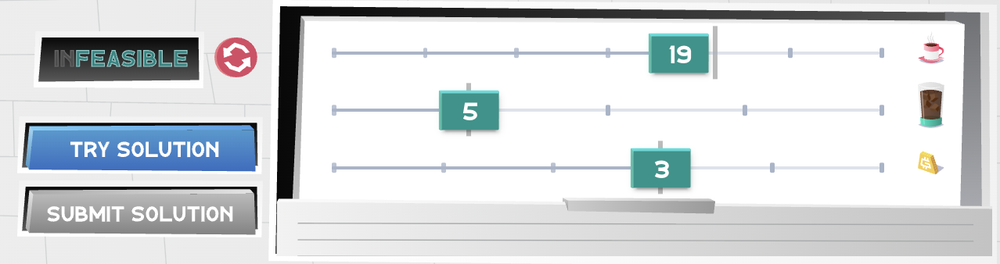 INFEASIBLE
19
5
TRY SOLUTION
3
SUBMIT SOLUTION